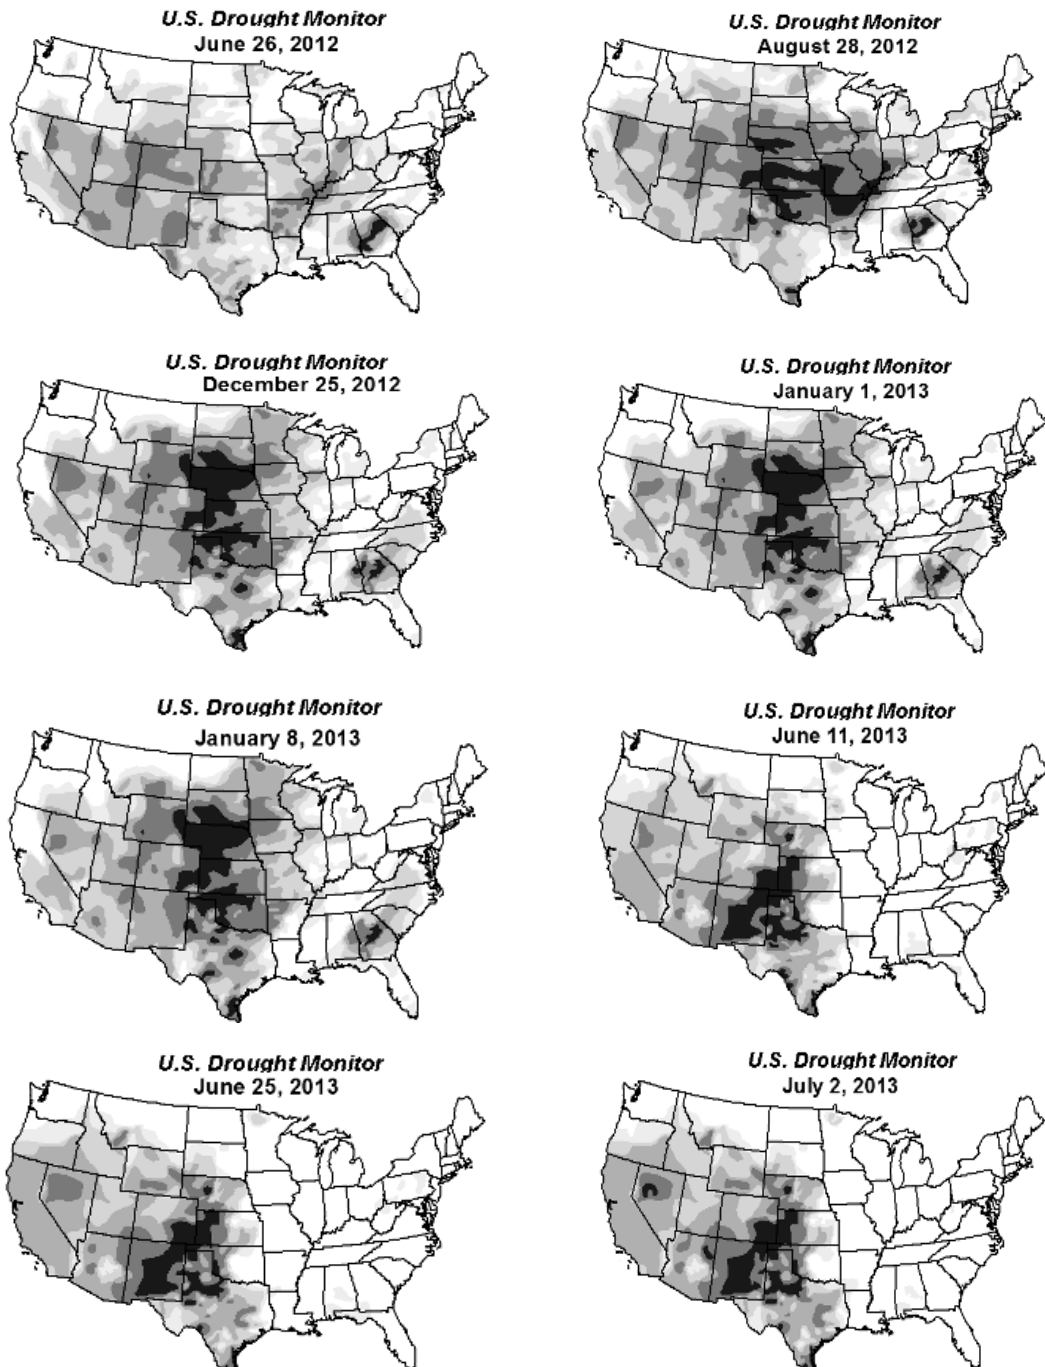 U.S. Drought Monitor
June 26, 2012
U.S. Drought Monitor
August 28, 2012
U.S. Drought Monitor
December 25, 2012
U.S. Drought Monitor
January 1, 2013
U.S. Drought Monitor
January 8, 2013
U.S. Drought Monitor
June 11, 2013
U.S. Drought Monitor
June 25, 2013
U.S. Drought Monitor
July 2, 2013